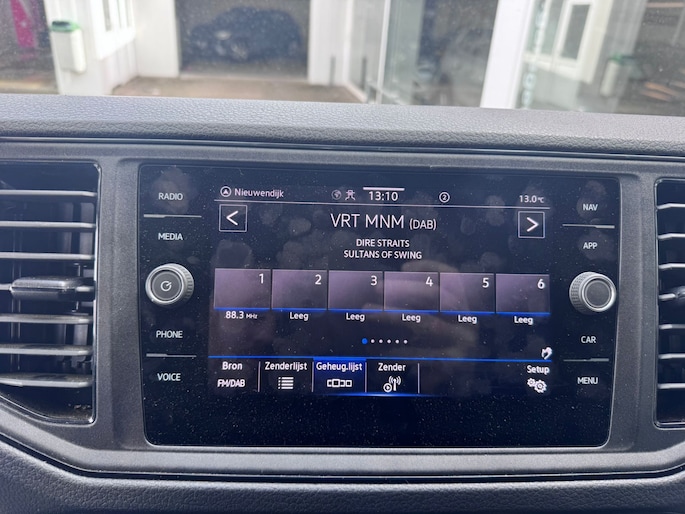 RADIO
MEDIA
PHONE
VOICE
Nieuwendijk
13:10
2
13.0 °C
< VRT MNM (DAB) >
DIRE STRAITS
SULTANS OF SWING
1 2 3 4 5 6
88.3 MHz Leeg Leeg Leeg Leeg Leeg
Bron Zenderlijst Geheug.lijst Zender Setup
FM/DAB
NAV
APP
CAR
MENU